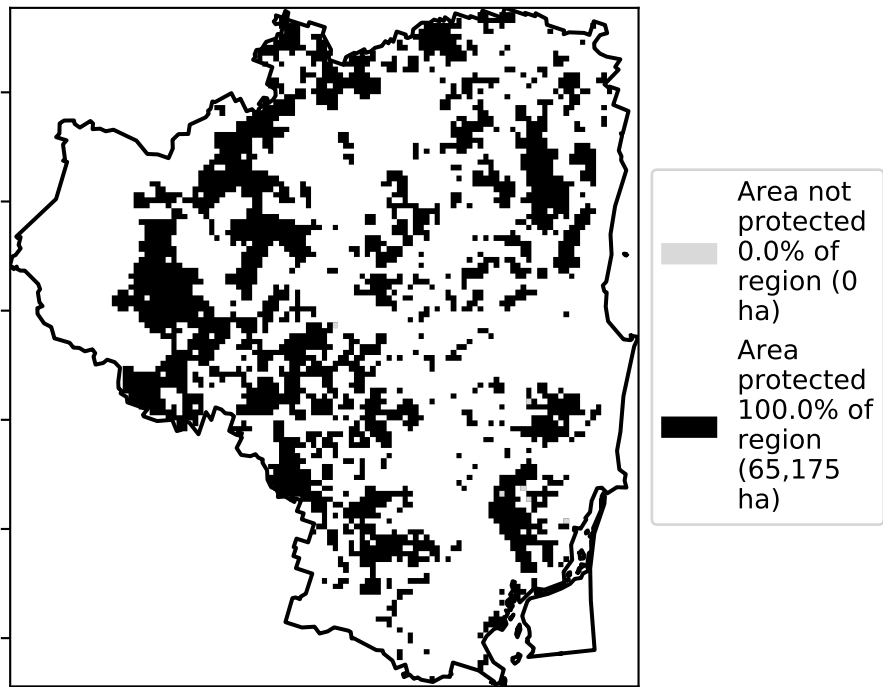 Area not
protected
0.0% of
region (0
ha)
Area
protected
100.0% of
region
(65,175
ha)